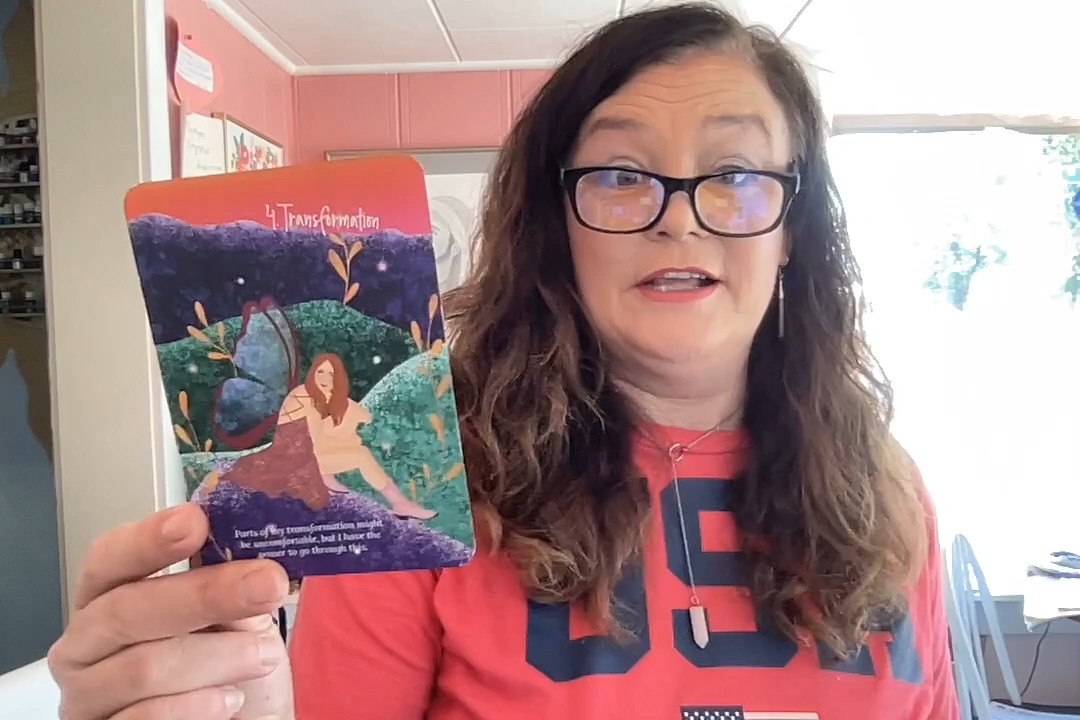 4. Transformation
Parts of my transformation might
be uncomfortable, but I have the
power to go through this.
USA